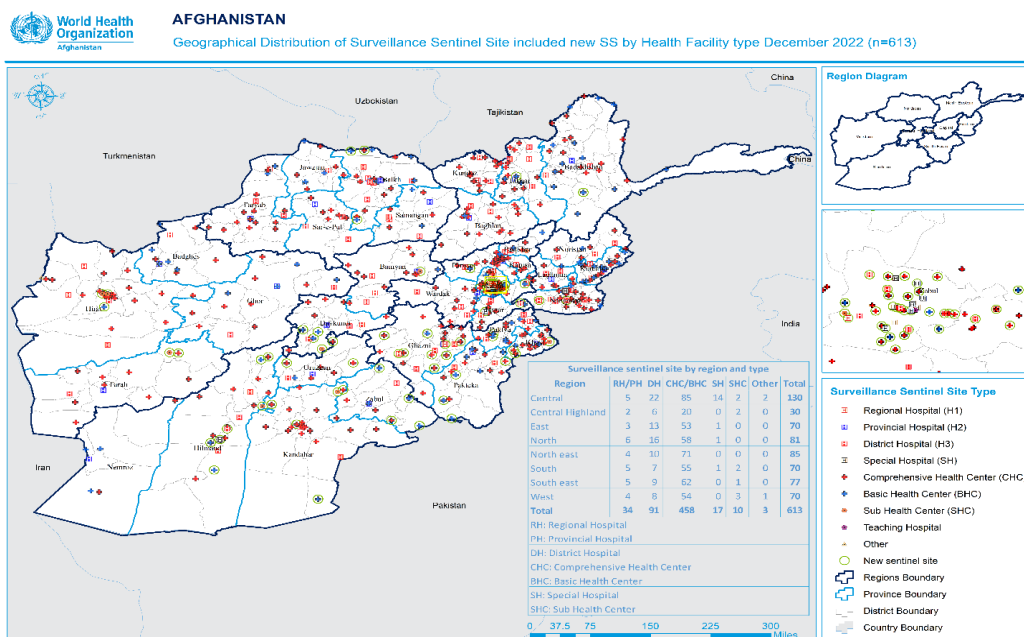 World Health
Organization
Afghanistan
AFGHANISTAN
Geographical Distribution of Surveillance Sentinel Site included new SS by Health Facility type December 2022 (n=613)
China
Uzbokistan
Tajikistan
Turkmenistan
China
Kunduz
Badakhshan
Jawzjan
Balkh
Faryab
Samangan
Sar-e-Pul
Baghlan
Nuristan
Badghis
Bamyan
Wardak
Ghor
Hirat
Ghazni
Uruzgan
Paktika
Farah
Zabul
Hilmand
Kandahar
Nimroz
Iran
Pakistan
India
Surveillance sentinel site by region and type
Region RH/PH DH CHC/BHC SH SHC Other Total
Central 5 22 85 14 2 2 130
Central Highland 2 6 20 0 2 0 30
East 3 13 53 1 0 0 70
North 6 16 58 1 0 0 81
North east 4 10 71 0 0 0 85
South 5 7 55 1 2 0 70
South east 5 9 62 0 1 0 77
West 4 8 54 0 3 1 70
Total 34 91 458 17 10 3 613
RH: Regional Hospital
PH: Provincial Hospital
DH: District Hospital
CHC: Comprehensive Health Center
BHC: Basic Health Center
SH: Special Hospital
SHC: Sub Health Center
0 37.5 75 150 225 300
Miles
Region Diagram
Kabul
Surveillance Sentinel Site Type
Regional Hospital (H1)
Provincial Hospital (H2)
District Hospital (H3)
Special Hospital (SH)
Comprehensive Health Center (CHC
Basic Health Center (BHC)
Sub Health Center (SHC)
Teaching Hospital
Other
New sentinel site
Regions Boundary
Province Boundary
District Boundary
Country Boundary